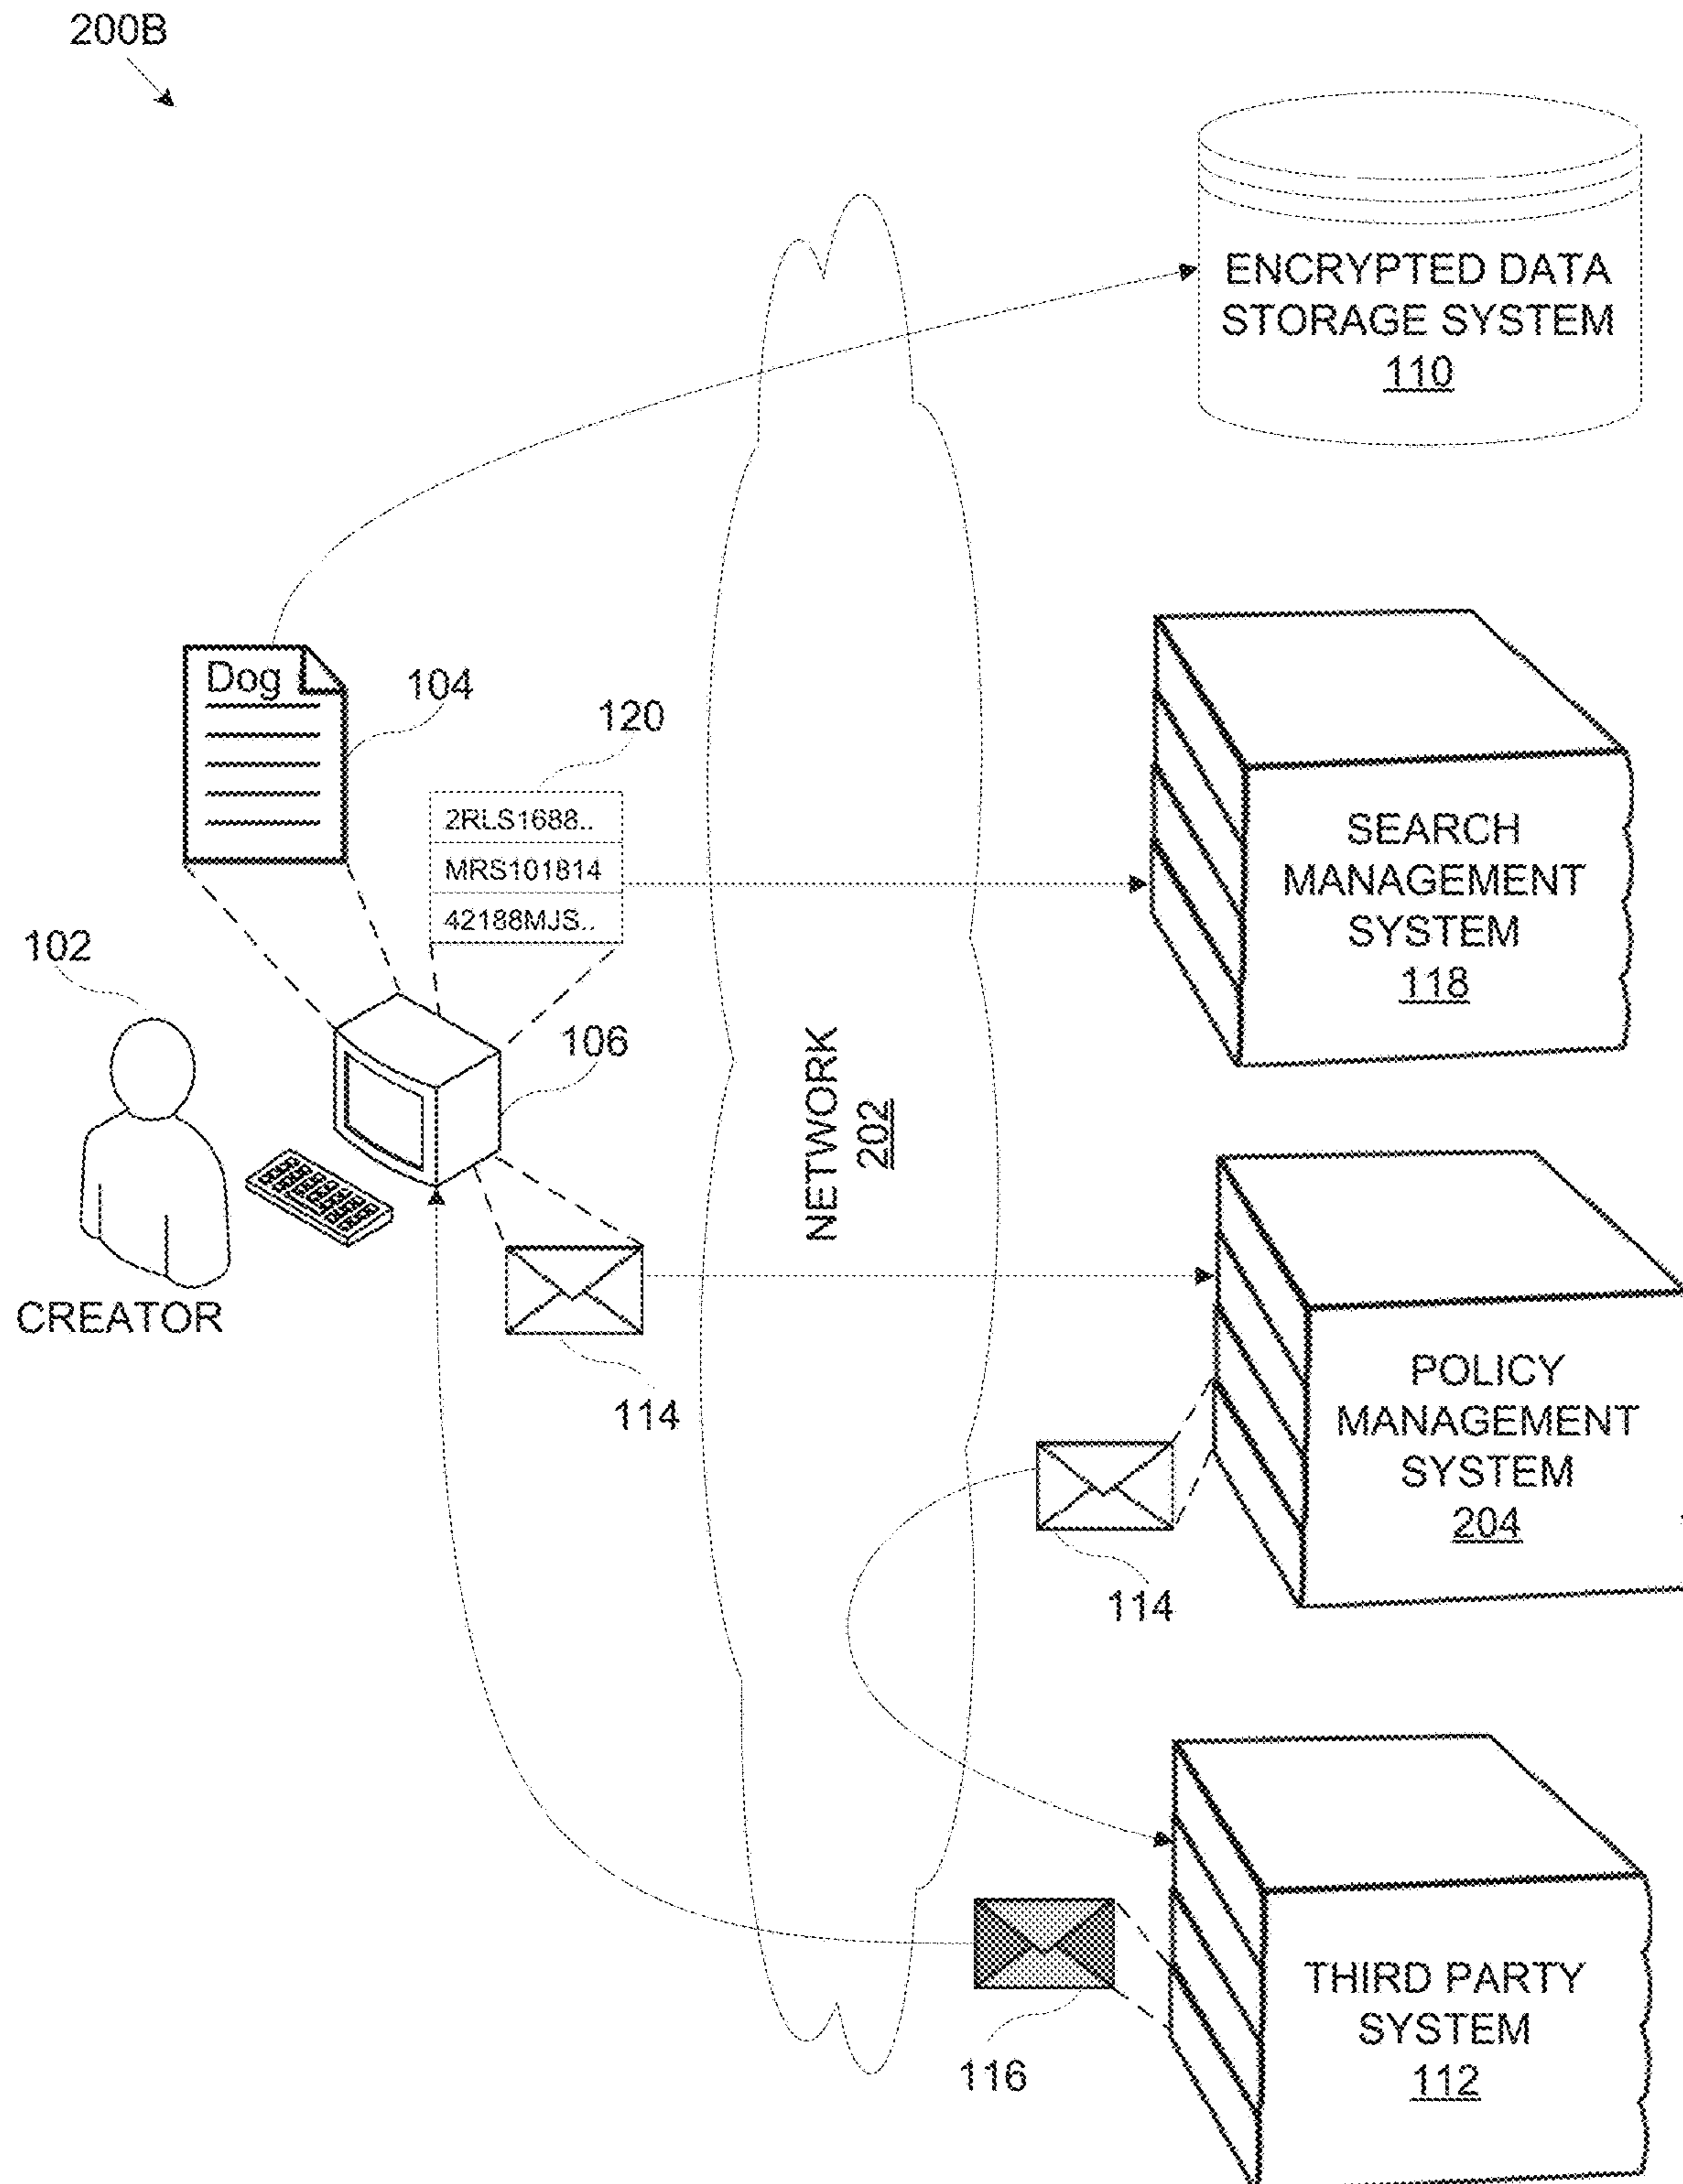 200B
ENCRYPTED DATA
STORAGE SYSTEM
110
Dog
104
120
2RLS1688..
MRS101814
42188MJS..
SEARCH
MANAGEMENT
SYSTEM
118
102
106
NETWORK
202
CREATOR
114
POLICY
MANAGEMENT
SYSTEM
204
114
THIRD PARTY
SYSTEM
112
116